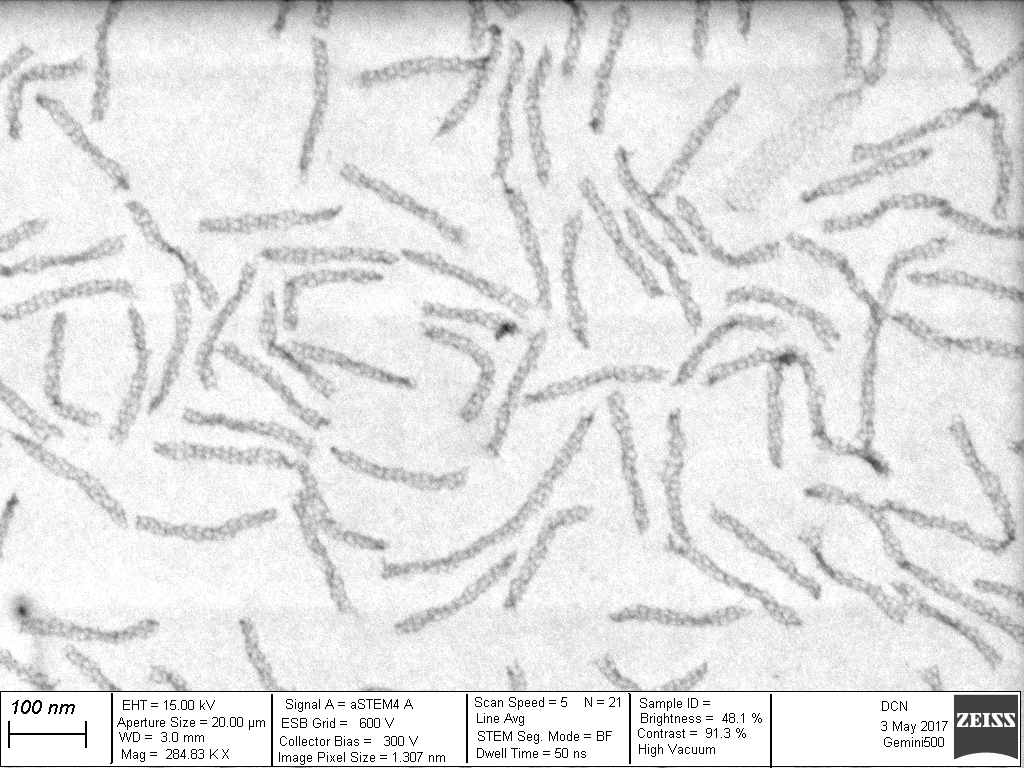 100 nm
EHT = 15.00 kV
Aperture Size = 20.00 µm
WD = 3.0 mm
Mag = 284.83 K X
Signal A = aSTEM4 A
ESB Grid = 600 V
Collector Bias = 300 V
Image Pixel Size = 1.307 nm
Scan Speed = 5 N = 21
Line Avg
STEM Seg. Mode = BF
Dwell Time = 50 ns
Sample ID =
Brightness = 48.1 %
Contrast = 91.3 %
High Vacuum
DCN
3 May 2017
Gemini500
ZEISS